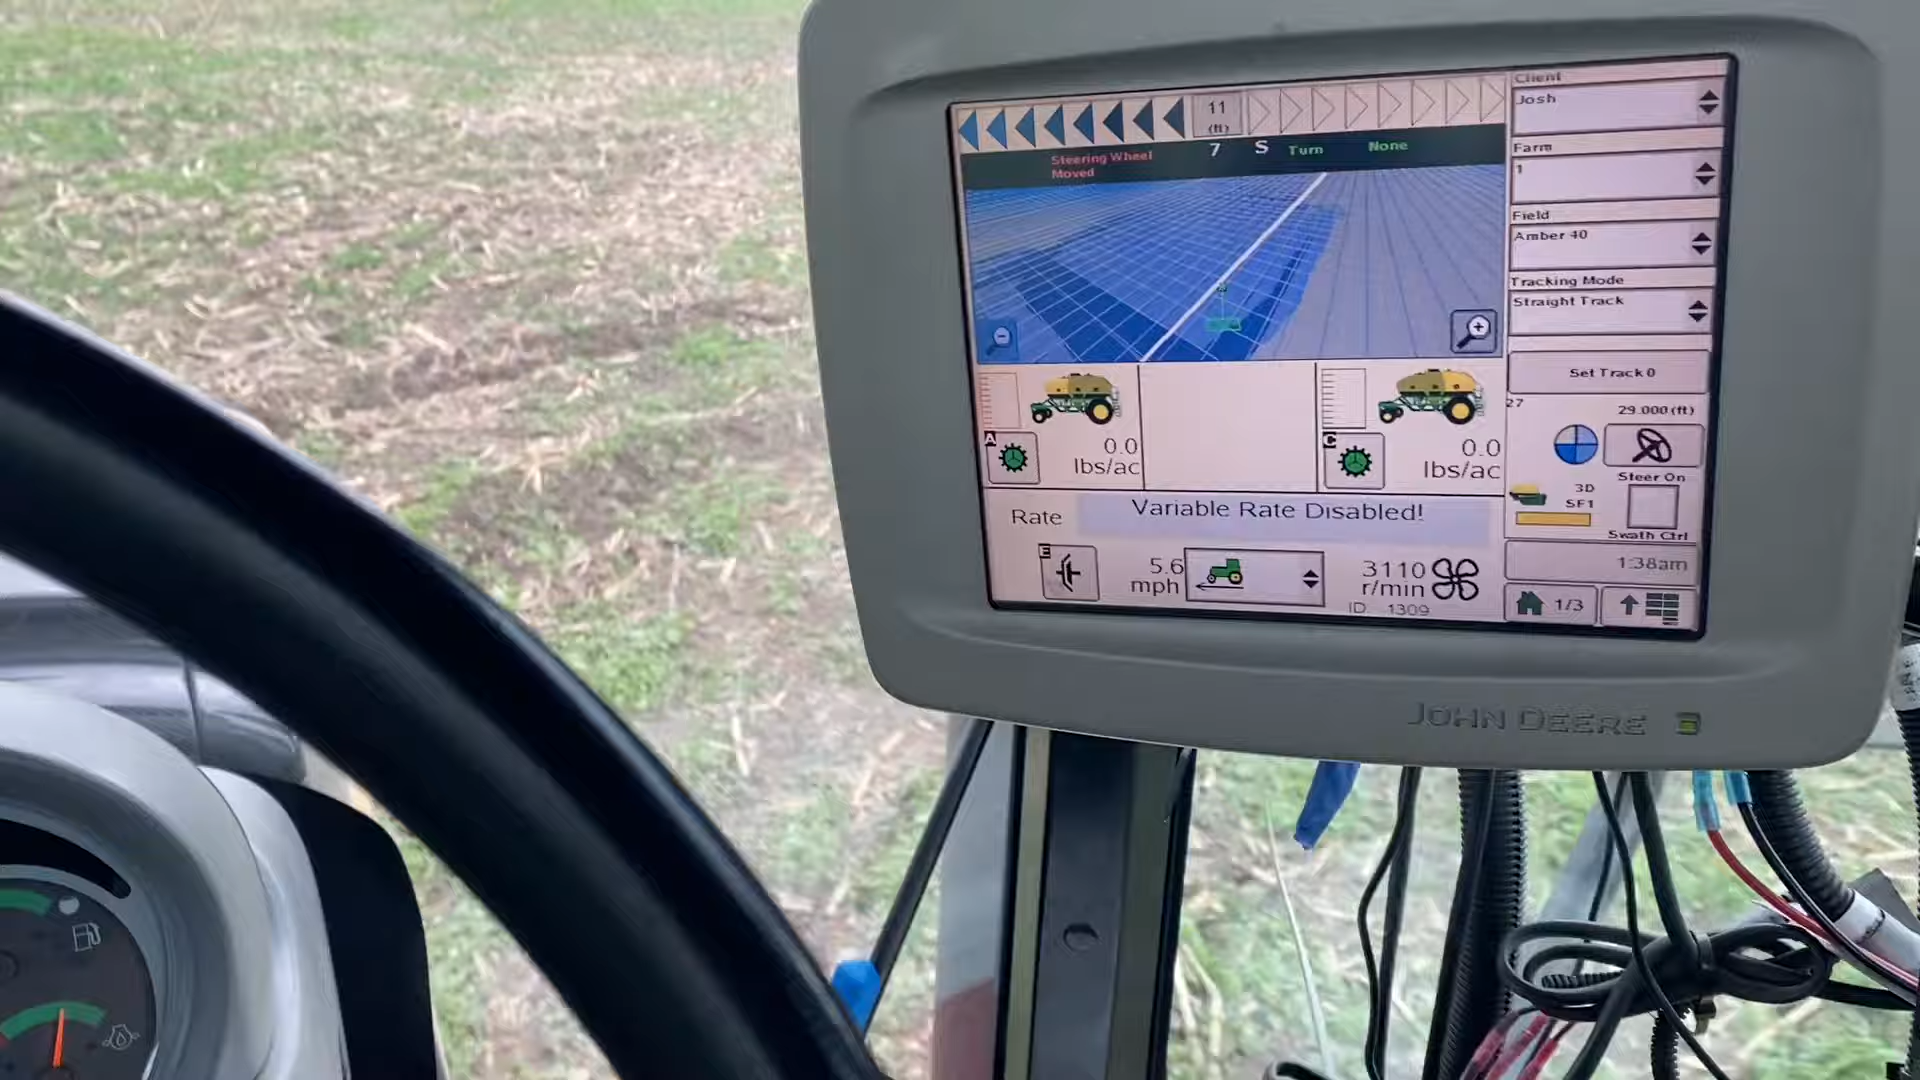 11
(ft)
Steering Wheel
Moved
7 S Turn None
A
0.0
lbs/ac
C
0.0
lbs/ac
Rate
Variable Rate Disabled!
E
5.6
mph
3110
r/min
ID 1309
Client
Josh
Farm
1
Field
Amber 40
Tracking Mode
Straight Track
Set Track 0
27
29.000 (ft)
Steer On
3D
SF1
Swath Ctrl
1:38am
1/3
JOHN DEERE